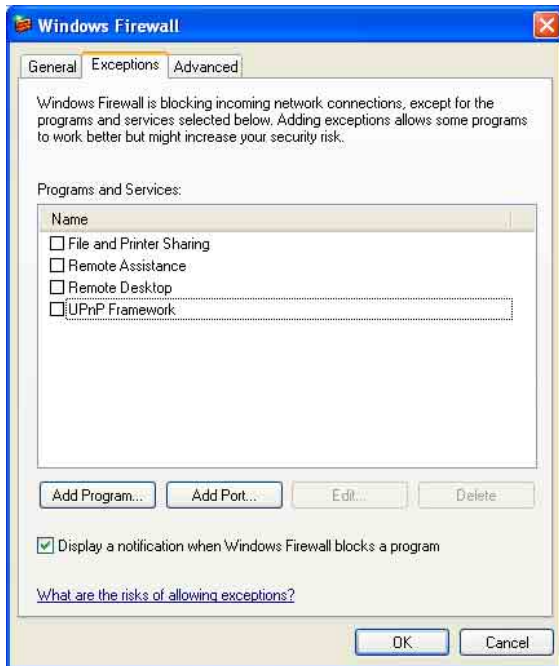 Windows Firewall
General
Exceptions
Advanced
Windows Firewall is blocking incoming network connections, except for the
programs and services selected below. Adding exceptions allows some programs
to work better but might increase your security risk.
Programs and Services:
Name
File and Printer Sharing
Remote Assistance
Remote Desktop
UPnP Framework
Add Program...
Add Port...
Edit...
Delete
Display a notification when Windows Firewall blocks a program
What are the risks of allowing exceptions?
OK
Cancel